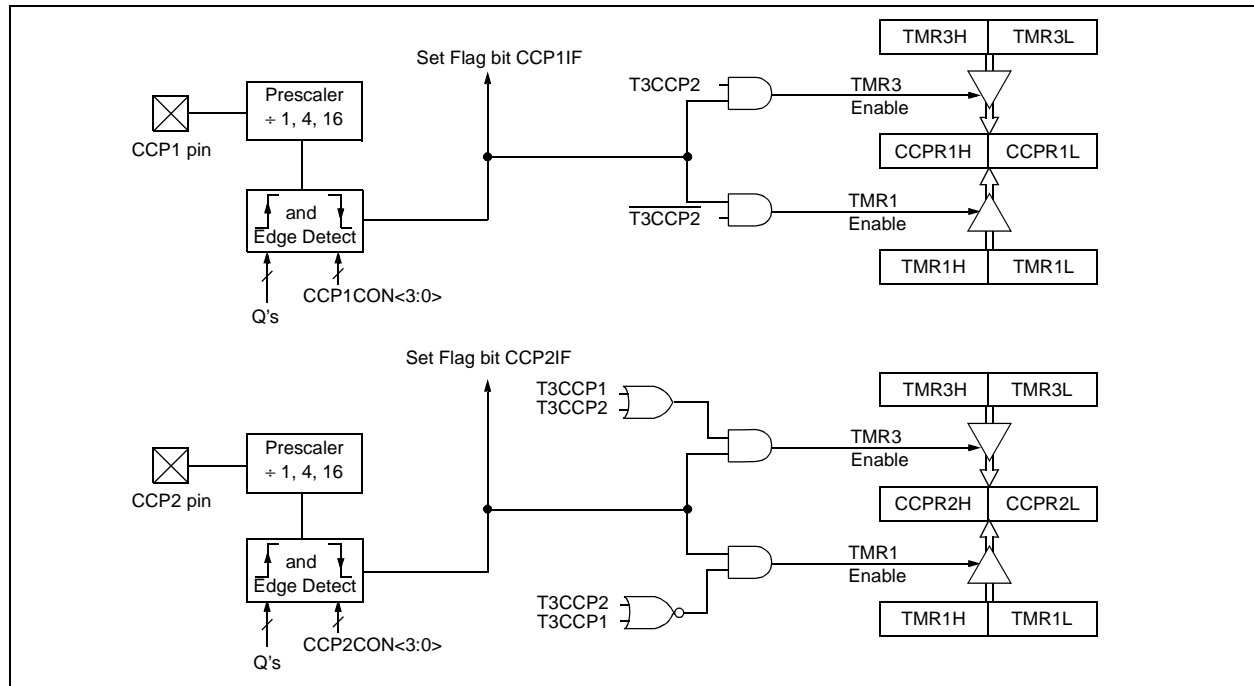 Set Flag bit CCP1IF
CCP1 pin
Prescaler
÷ 1, 4, 16
and
Edge Detect
Q's
CCP1CON<3:0>
T3CCP2
TMR3
Enable
T3CCP2
TMR1
Enable
TMR3H TMR3L
CCPR1H CCPR1L
TMR1H TMR1L
Set Flag bit CCP2IF
CCP2 pin
Prescaler
÷ 1, 4, 16
and
Edge Detect
Q's
CCP2CON<3:0>
T3CCP1
T3CCP2
TMR3
Enable
T3CCP2
T3CCP1
TMR1
Enable
TMR3H TMR3L
CCPR2H CCPR2L
TMR1H TMR1L